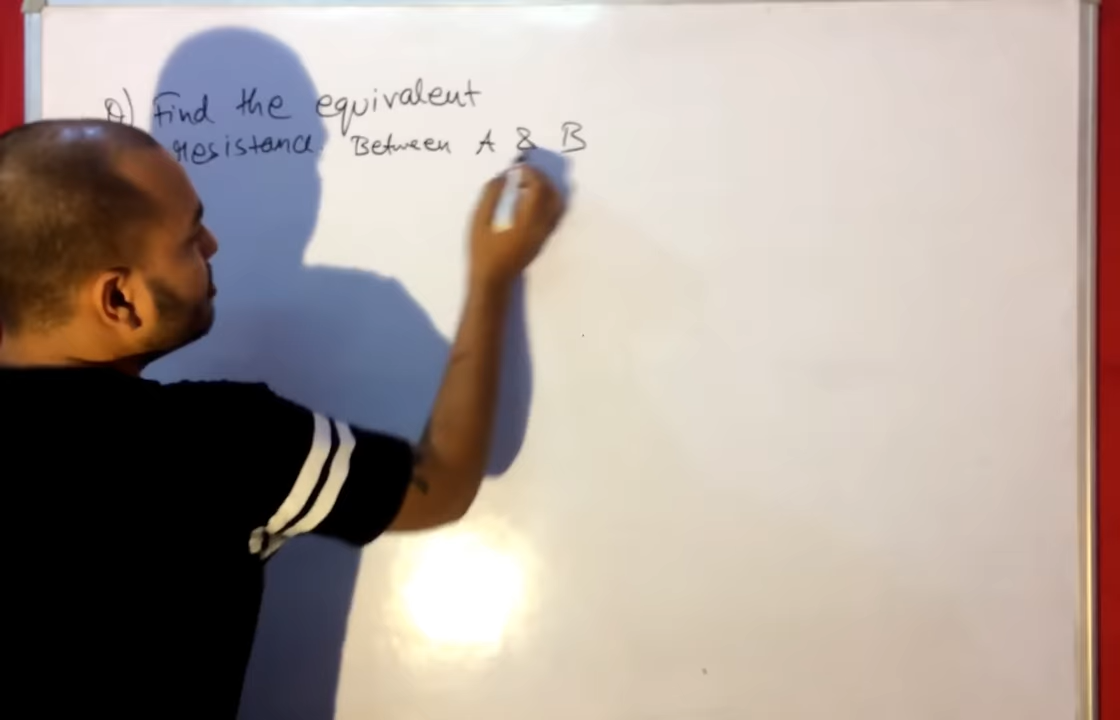 Q) Find the equivalent
resistance Between A & B